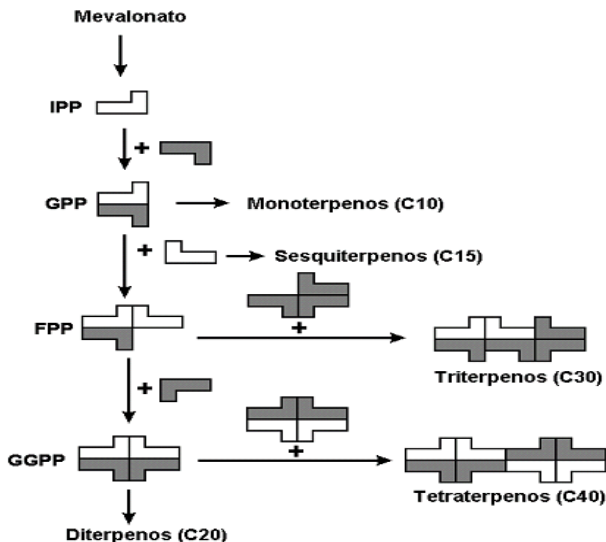 Mevalonato
IPP
+
GPP
Monoterpenos (C10)
+
Sesquiterpenos (C15)
FPP
+
Triterpenos (C30)
+
GGPP
+
Tetraterpenos (C40)
Diterpenos (C20)